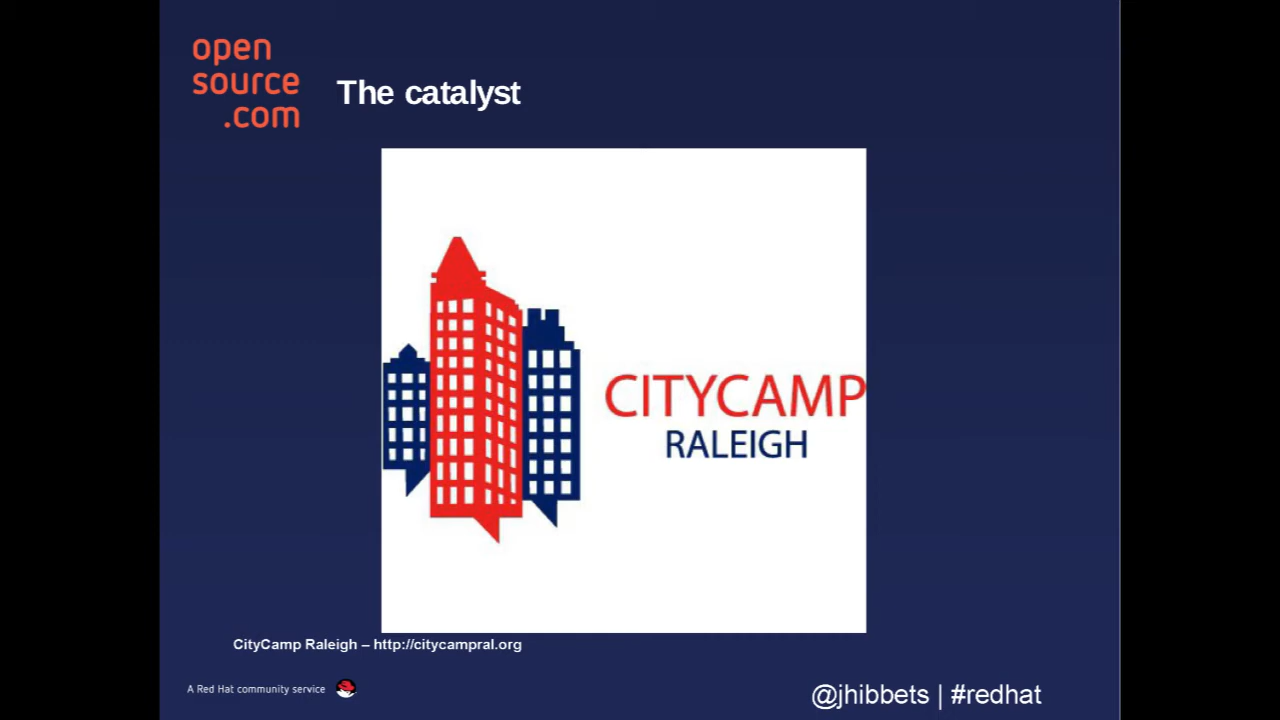 open
source
.com
The catalyst
CITYCAMP
RALEIGH
CityCamp Raleigh – http://citycampral.org
A Red Hat community service
@jhibbets | #redhat